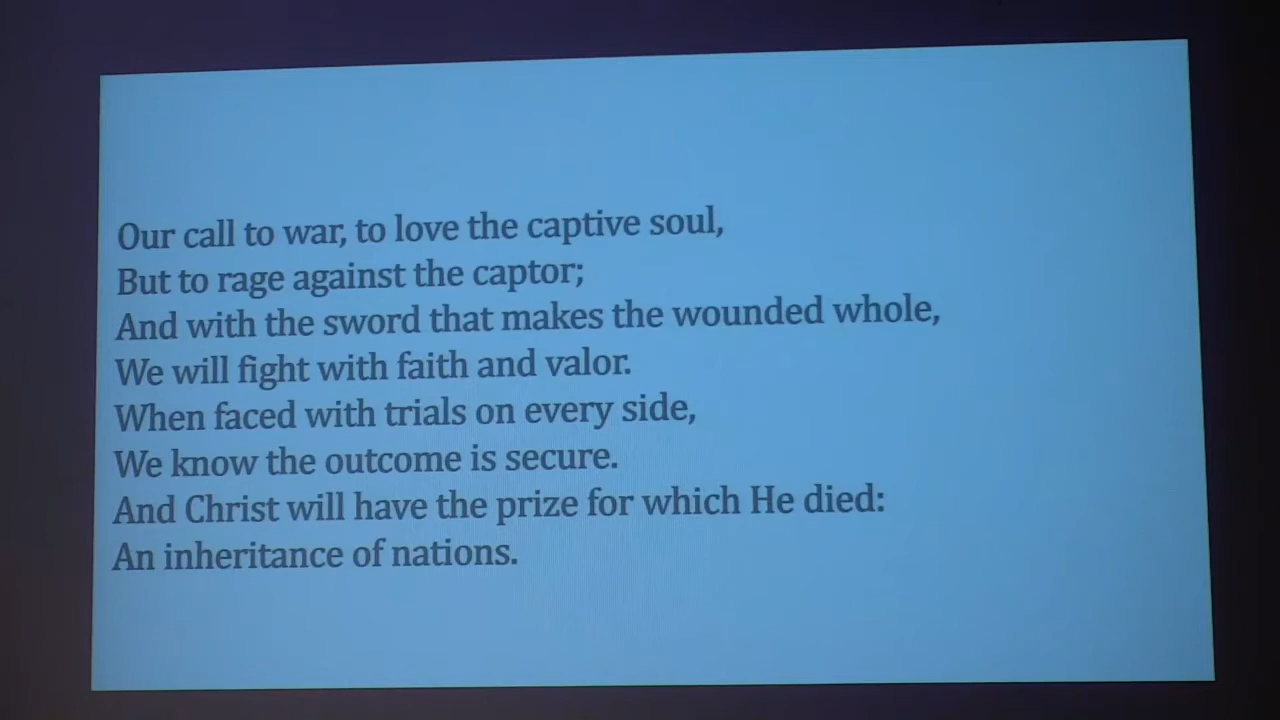 Our call to war, to love the captive soul,
But to rage against the captor;
And with the sword that makes the wounded whole,
We will fight with faith and valor.
When faced with trials on every side,
We know the outcome is secure.
And Christ will have the prize for which He died:
An inheritance of nations.